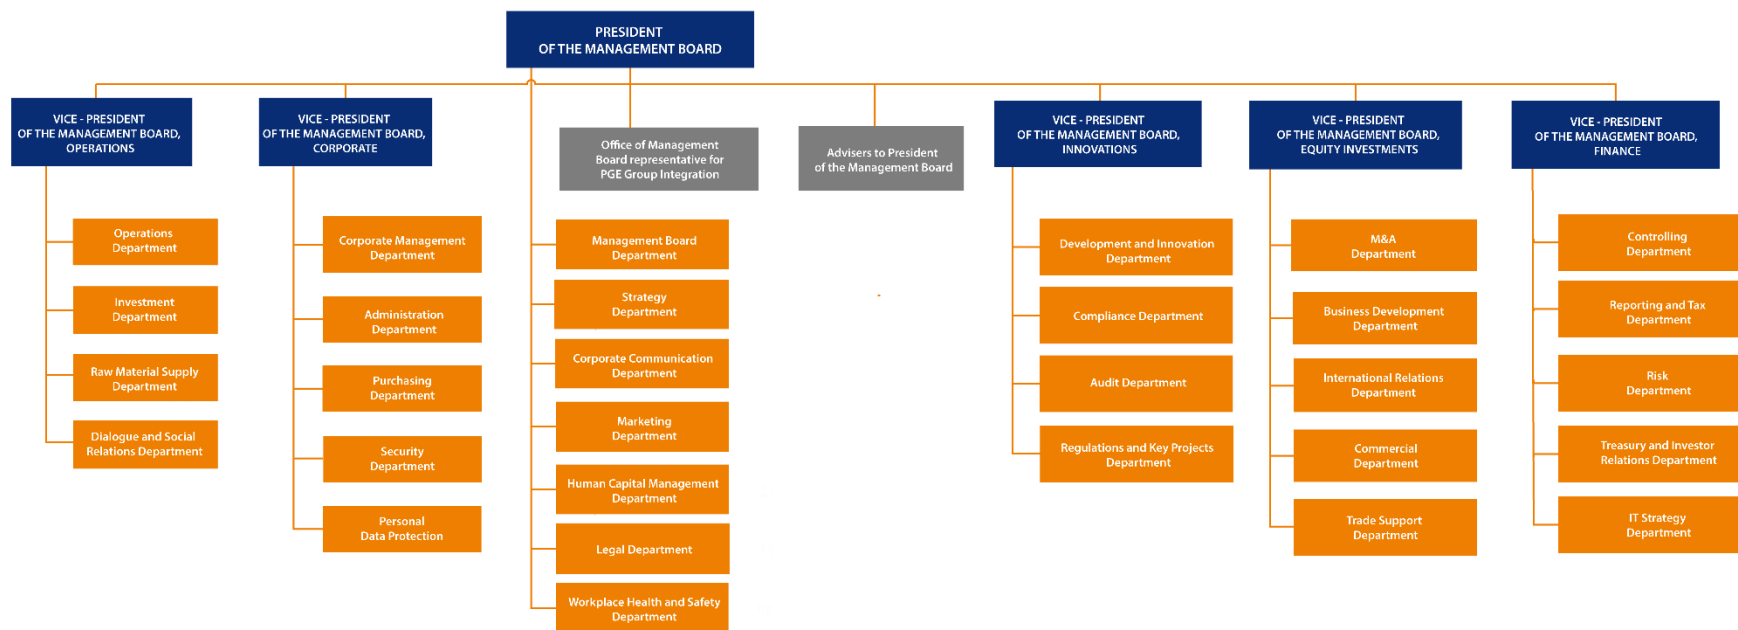 PRESIDENT
OF THE MANAGEMENT BOARD
VICE - PRESIDENT
OF THE MANAGEMENT BOARD,
OPERATIONS
Operations
Department
Investment
Department
Raw Material Supply
Department
Dialogue and Social
Relations Department
VICE - PRESIDENT
OF THE MANAGEMENT BOARD,
CORPORATE
Corporate Management
Department
Administration
Department
Purchasing
Department
Security
Department
Personal
Data Protection
Office of Management
Board representative for
PGE Group Integration
Advisers to President
of the Management Board
Management Board
Department
Strategy
Department
Corporate Communication
Department
Marketing
Department
Human Capital Management
Department
Legal Department
Workplace Health and Safety
Department
VICE - PRESIDENT
OF THE MANAGEMENT BOARD,
INNOVATIONS
Development and Innovation
Department
Compliance Department
Audit Department
Regulations and Key Projects
Department
VICE - PRESIDENT
OF THE MANAGEMENT BOARD,
EQUITY INVESTMENTS
M&A
Department
Business Development
Department
International Relations
Department
Commercial
Department
Trade Support
Department
VICE - PRESIDENT
OF THE MANAGEMENT BOARD,
FINANCE
Controlling
Department
Reporting and Tax
Department
Risk
Department
Treasury and Investor
Relations Department
IT Strategy
Department